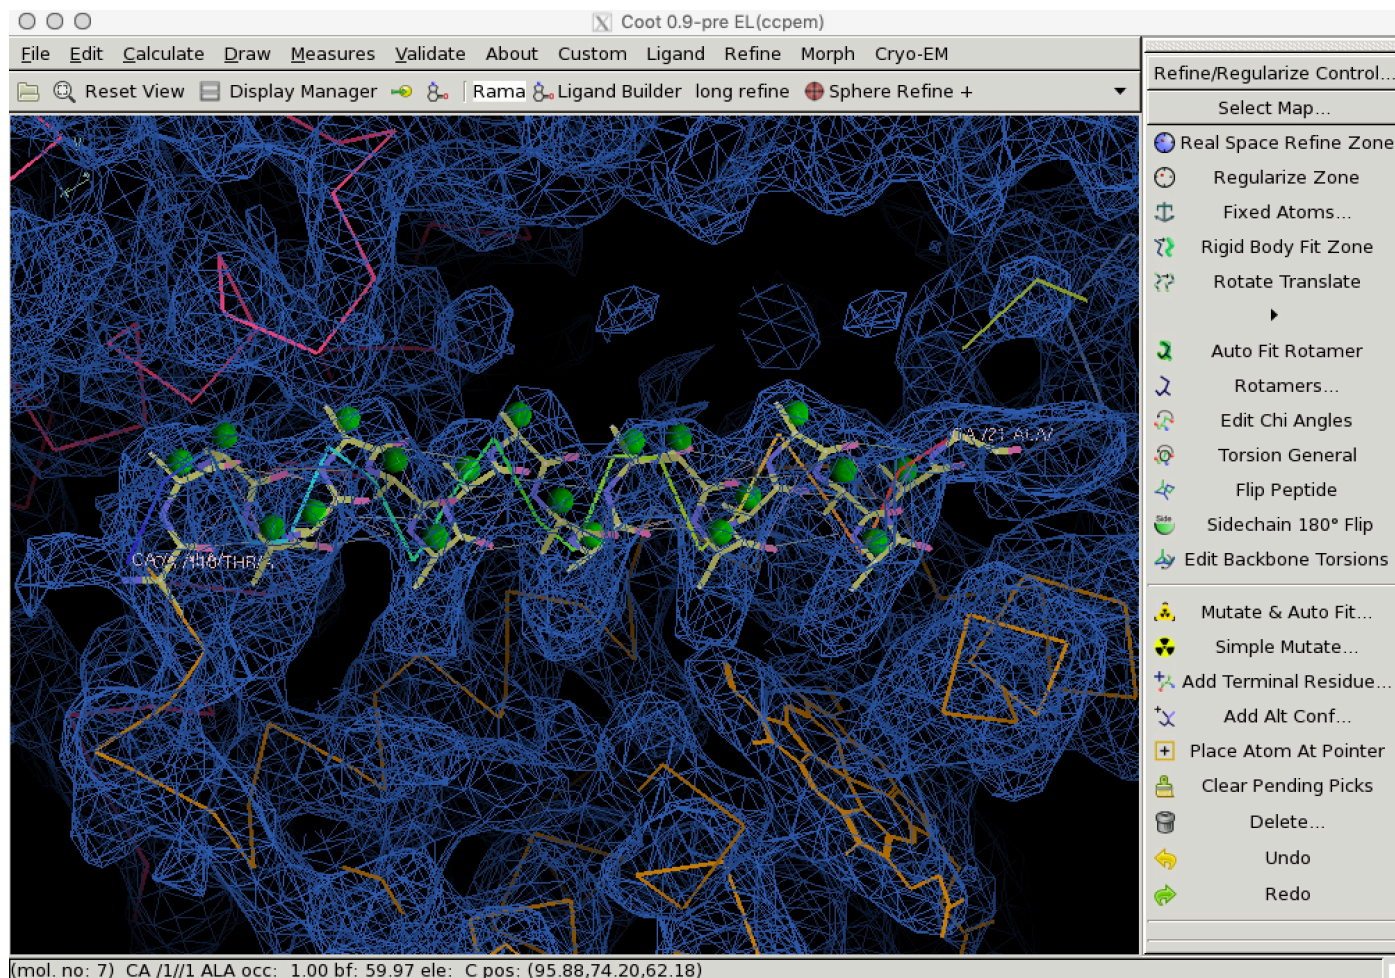 Coot 0.9-pre EL(ccpem)
File Edit Calculate Draw Measures Validate About Custom Ligand Refine Morph Cryo-EM
Reset View Display Manager Rama Ligand Builder long refine Sphere Refine +
Refine/Regularize Control...
Select Map...
Real Space Refine Zone
Regularize Zone
Fixed Atoms...
Rigid Body Fit Zone
Rotate Translate
Auto Fit Rotamer
Rotamers...
Edit Chi Angles
Torsion General
Flip Peptide
Side
Sidechain 180° Flip
Edit Backbone Torsions
Mutate & Auto Fit...
Simple Mutate...
Add Terminal Residue...
Add Alt Conf...
Place Atom At Pointer
Clear Pending Picks
Delete...
Undo
Redo
(mol. no: 7) CA /1//1 ALA occ: 1.00 bf: 59.97 ele: C pos: (95.88,74.20,62.18)